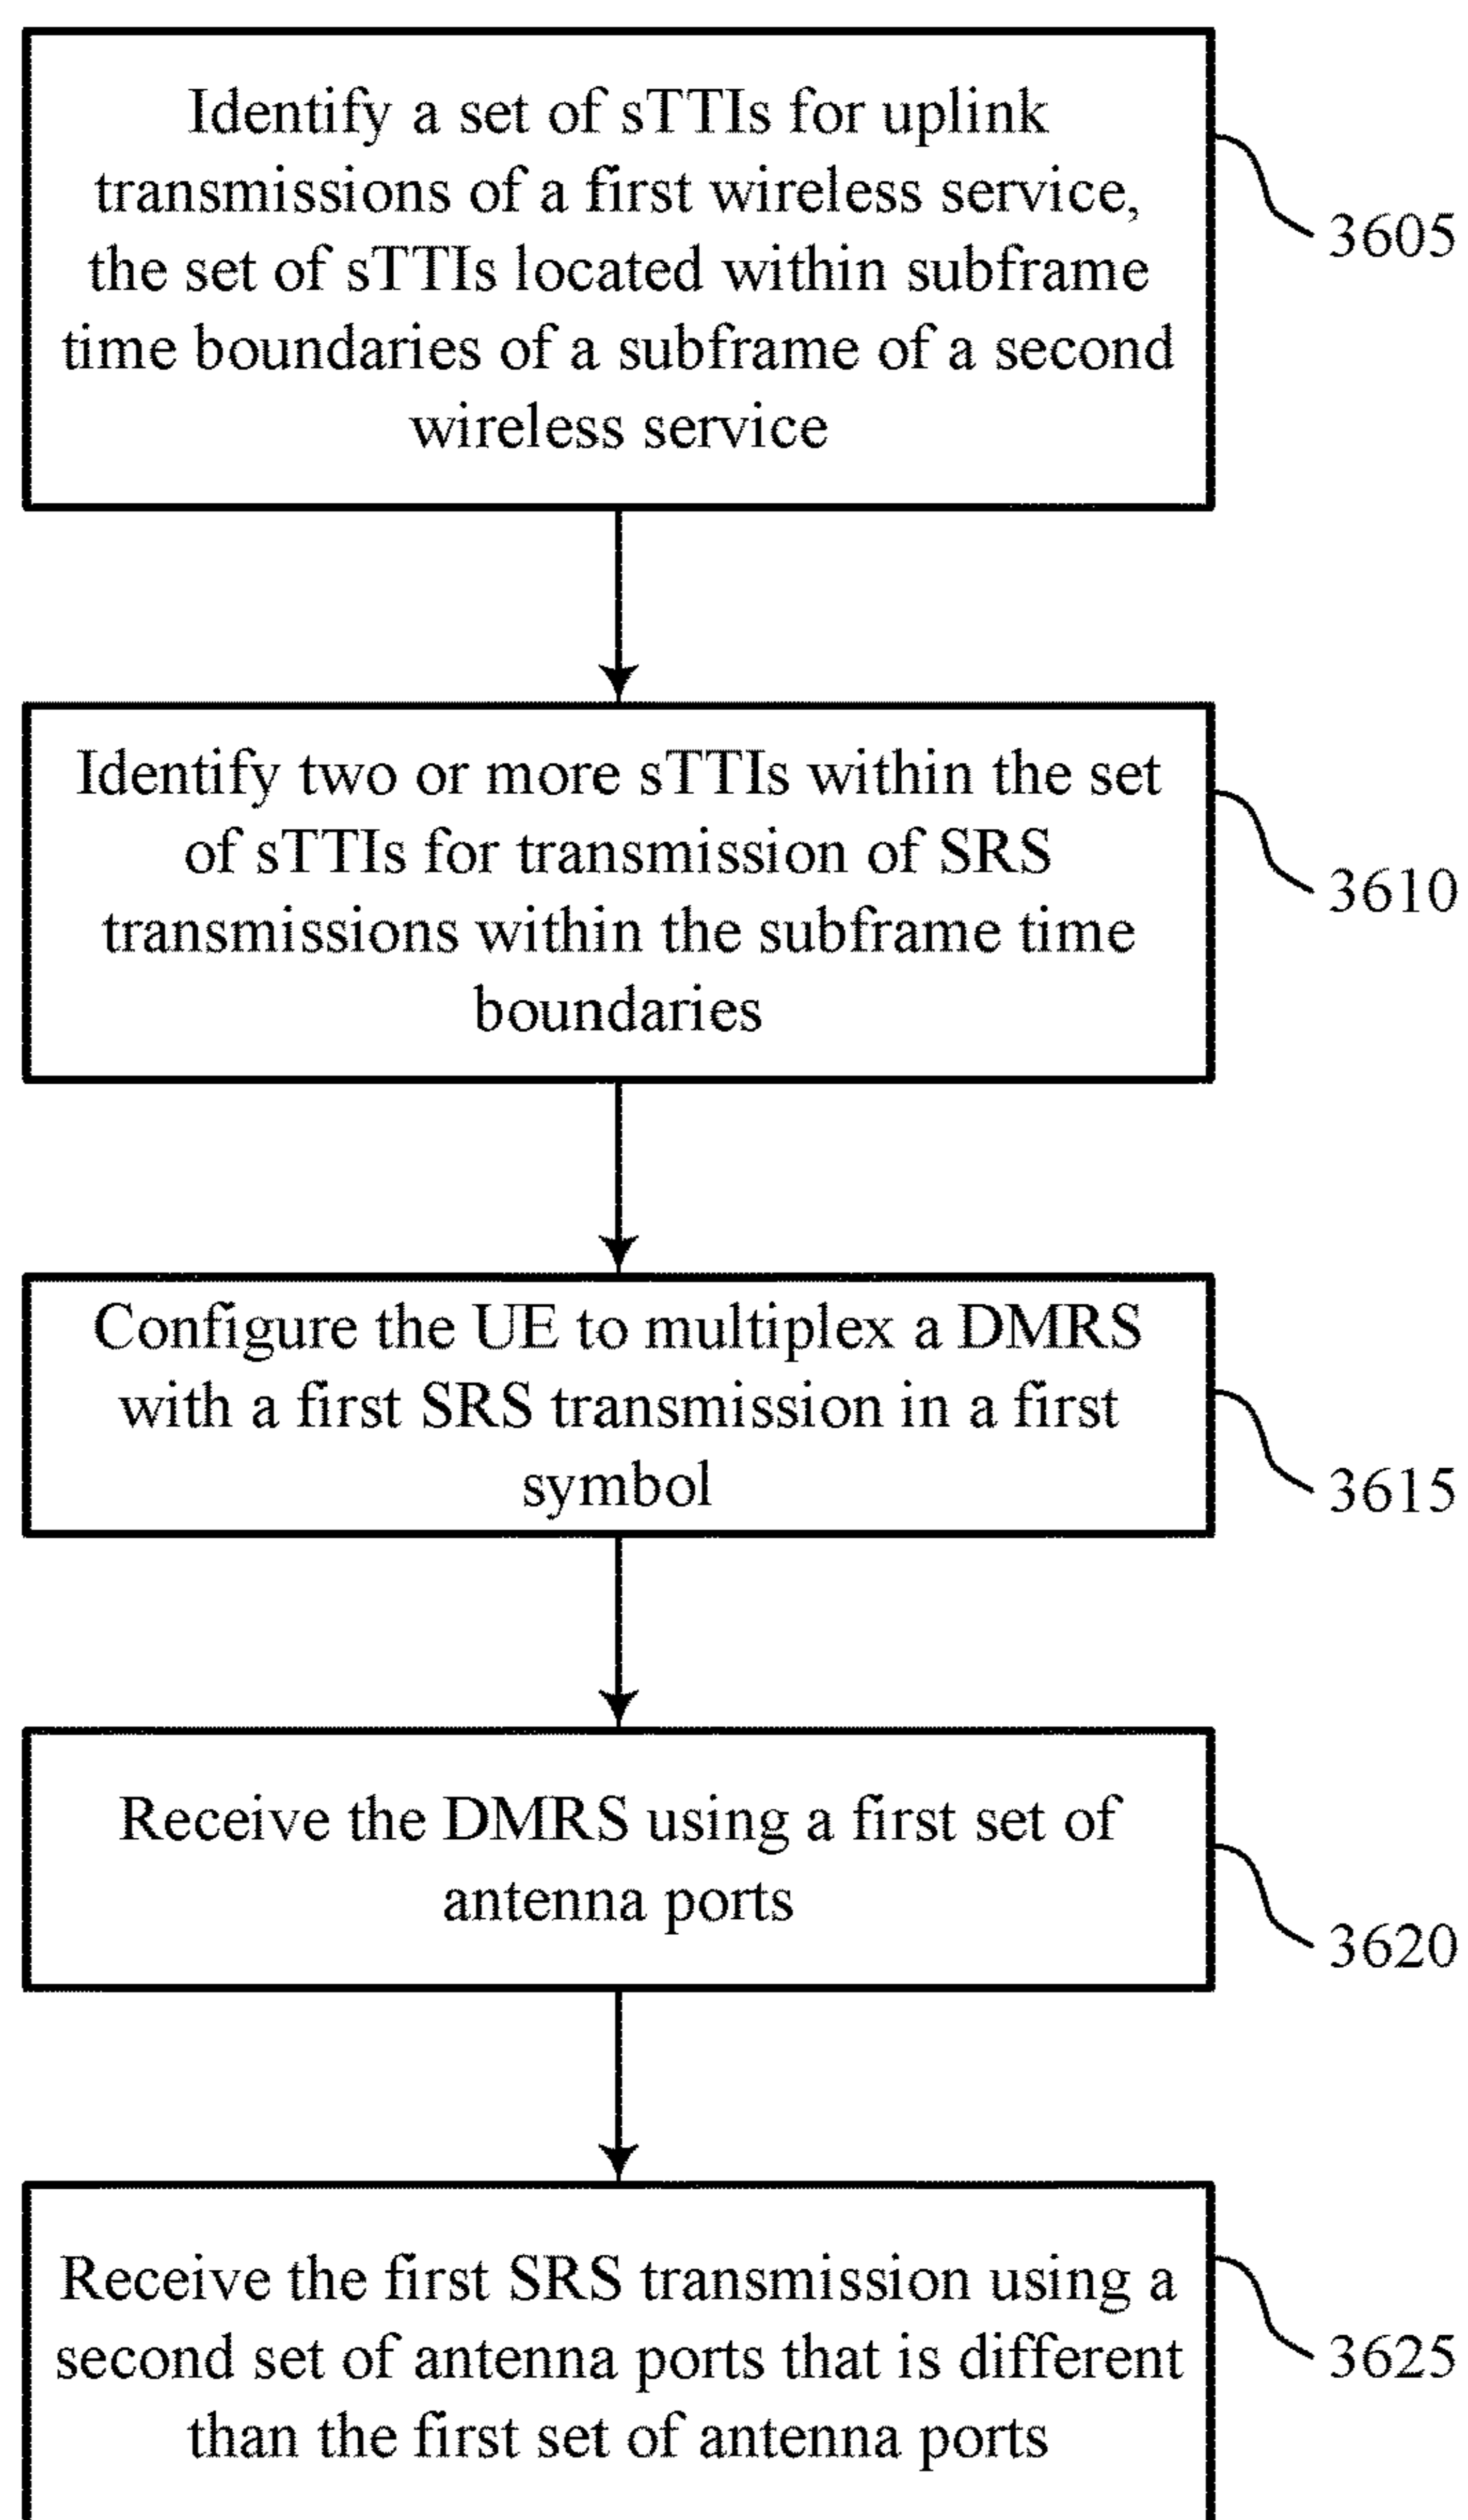 Identify a set of sTTIs for uplink
transmissions of a first wireless service,
the set of sTTIs located within subframe
time boundaries of a subframe of a second
wireless service
3605
Identify two or more sTTIs within the set
of sTTIs for transmission of SRS
transmissions within the subframe time
boundaries
3610
Configure the UE to multiplex a DMRS
with a first SRS transmission in a first
symbol
3615
Receive the DMRS using a first set of
antenna ports
3620
Receive the first SRS transmission using a
second set of antenna ports that is different
than the first set of antenna ports
3625